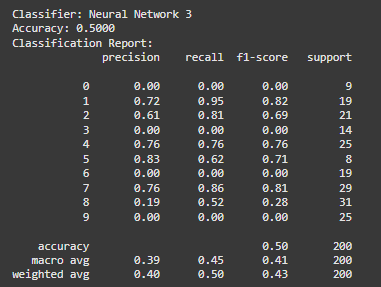 Classifier: Neural Network 3
Accuracy: 0.5000
Classification Report:
precision recall f1-score support
0 0.00 0.00 0.00 9
1 0.72 0.95 0.82 19
2 0.61 0.81 0.69 21
3 0.00 0.00 0.00 14
4 0.76 0.76 0.76 25
5 0.83 0.62 0.71 8
6 0.00 0.00 0.00 19
7 0.76 0.86 0.81 29
8 0.19 0.52 0.28 31
9 0.00 0.00 0.00 25
accuracy 0.50 200
macro avg 0.39 0.45 0.41 200
weighted avg 0.40 0.50 0.43 200